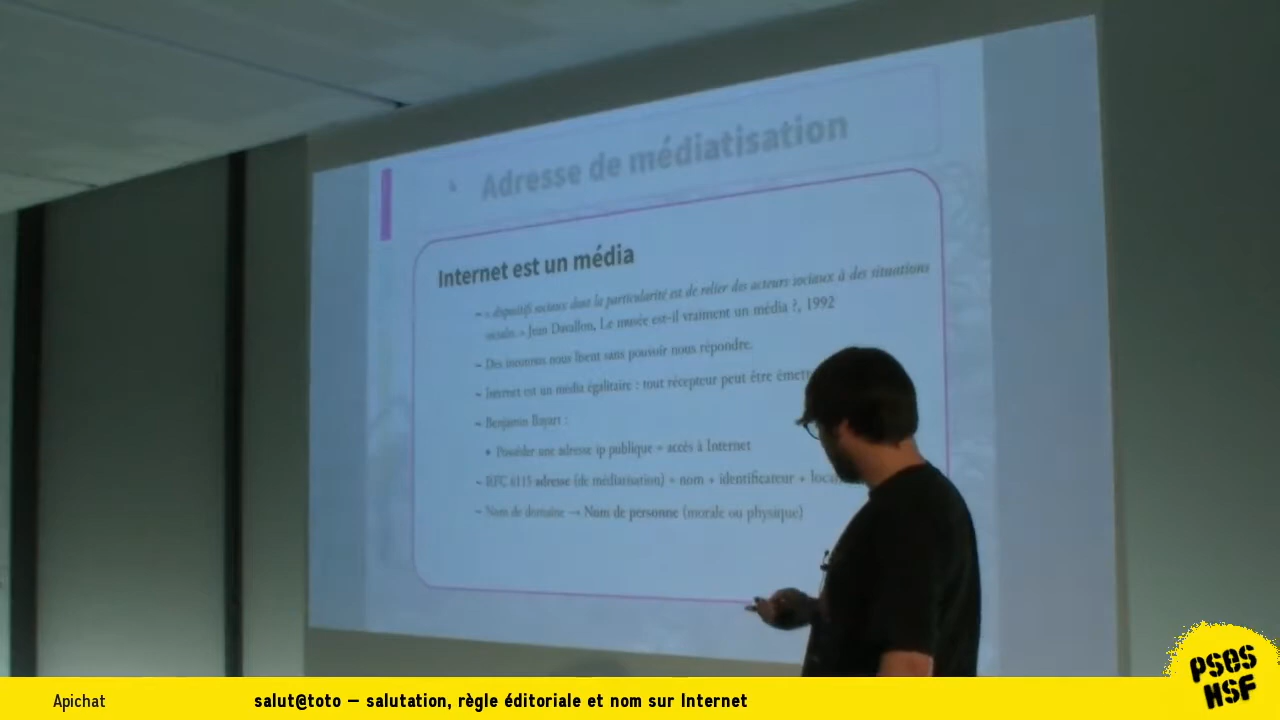 Adresse de médiatisation
Internet est un média
– « dispositifs sociaux dont la particularité est de relier des acteurs sociaux à des situations
sociales. » Jean Davallon, Le musée est-il vraiment un média ?, 1992
– Des inconnus nous lisent sans pouvoir nous répondre.
– Internet est un média égalitaire : tout récepteur peut être
– Benjamin Bayart :
• Posséder une adresse ip publique = accès à Internet
– RFC 6115 adresse (de médiatisation) = nom + identificateur +
– Nom de domaine → Nom de personne (morale ou physique)
PSES
HSF
Apichat
salut@toto – salutation, règle éditoriale et nom sur Internet